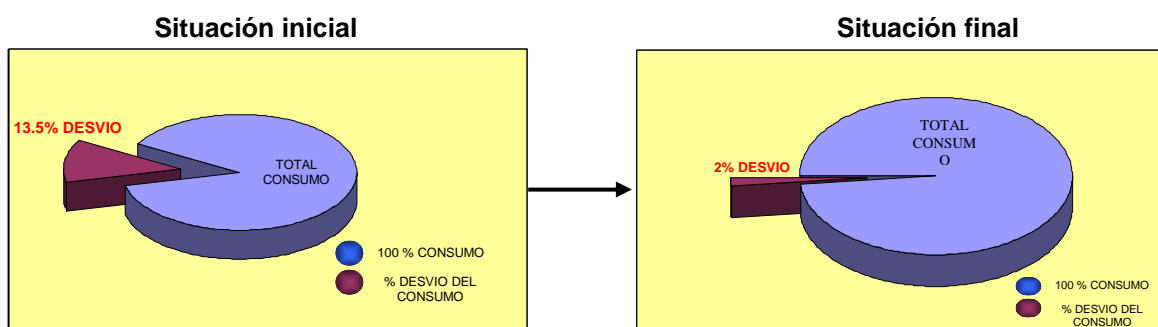 Situación inicial
13.5% DESVIO
TOTAL
CONSUMO
100 % CONSUMO
% DESVIO DEL
CONSUMO
Situación final
TOTAL
CONSUM
O
2% DESVIO
100 % CONSUMO
% DESVIO DEL
CONSUMO